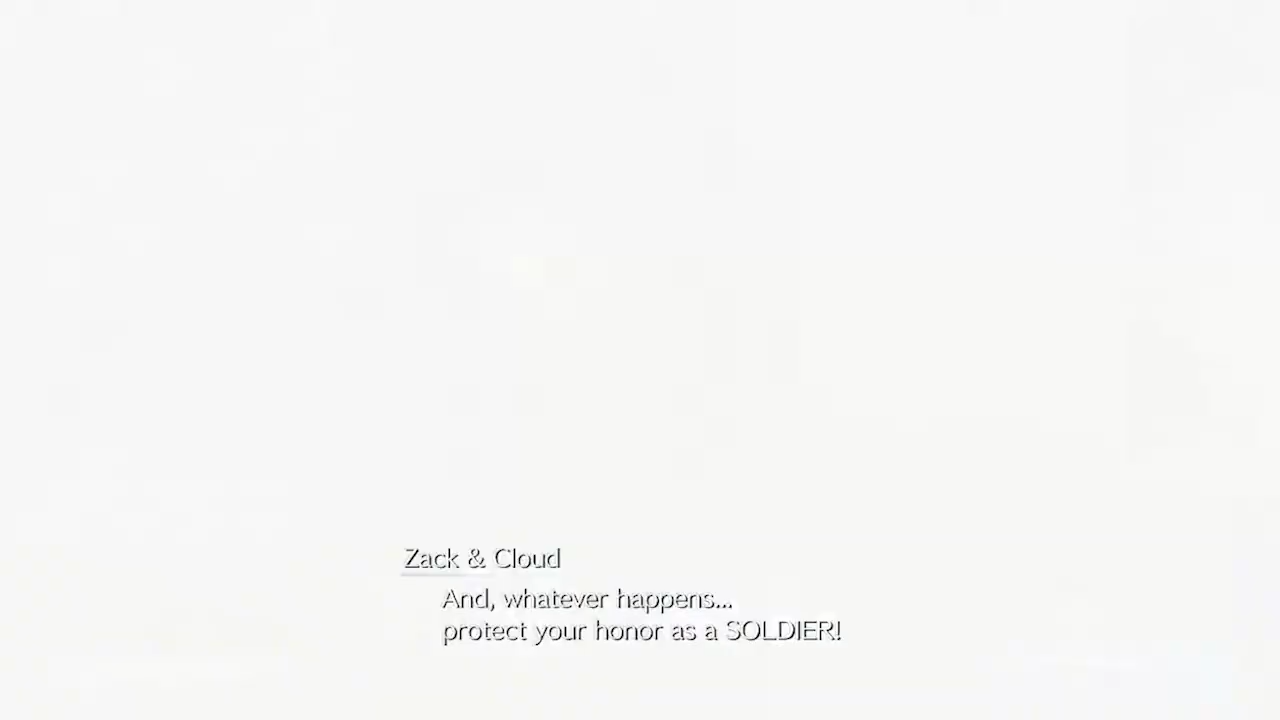 Zack & Cloud
And, whatever happens...
protect your honor as a SOLDIER!